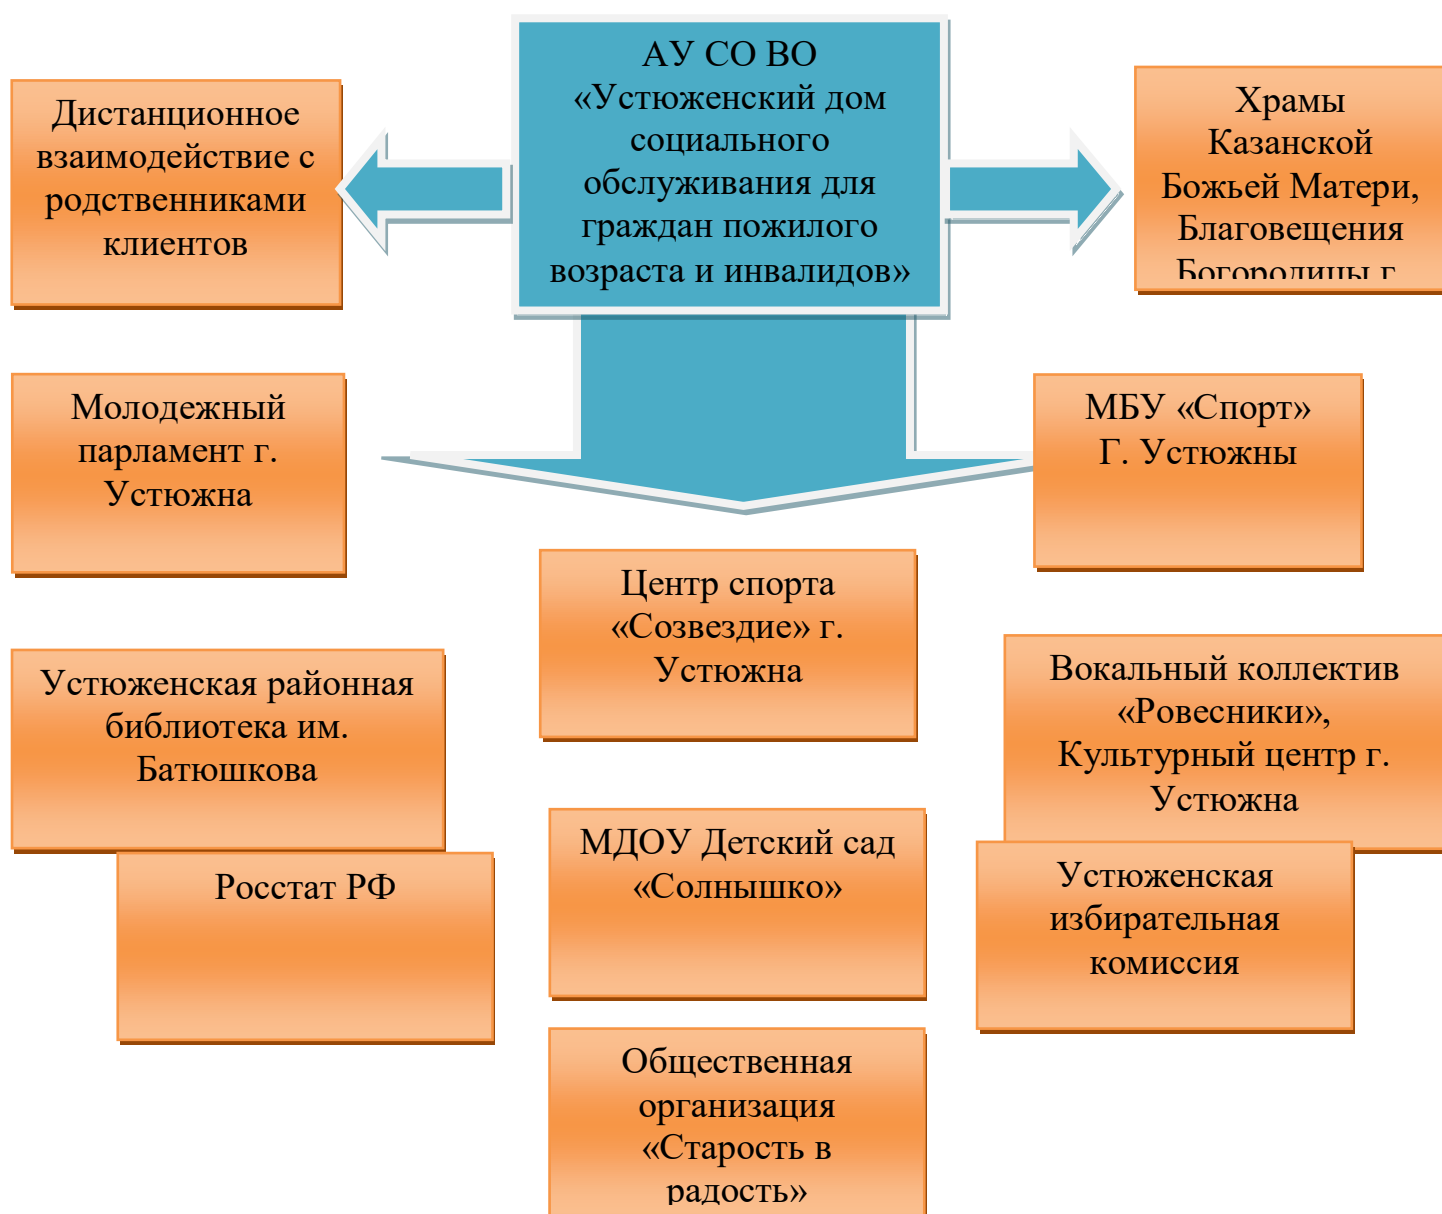 АУ СО ВО
«Устюженский дом
социального
обслуживания для
граждан пожилого
возраста и инвалидов»
Дистанционное
взаимодействие с
родственниками
клиентов
Храмы
Казанской
Божьей Матери,
Благовещения
Богородицы г.
Молодежный
парламент г.
Устюжна
МБУ «Спорт»
Г. Устюжны
Центр спорта
«Созвездие» г.
Устюжна
Устюженская районная
библиотека им.
Батюшкова
Вокальный коллектив
«Ровесники»,
Культурный центр г.
Устюжна
Росстат РФ
МДОУ Детский сад
«Солнышко»
Устюженская
избирательная
комиссия
Общественная
организация
«Старость в
радость»